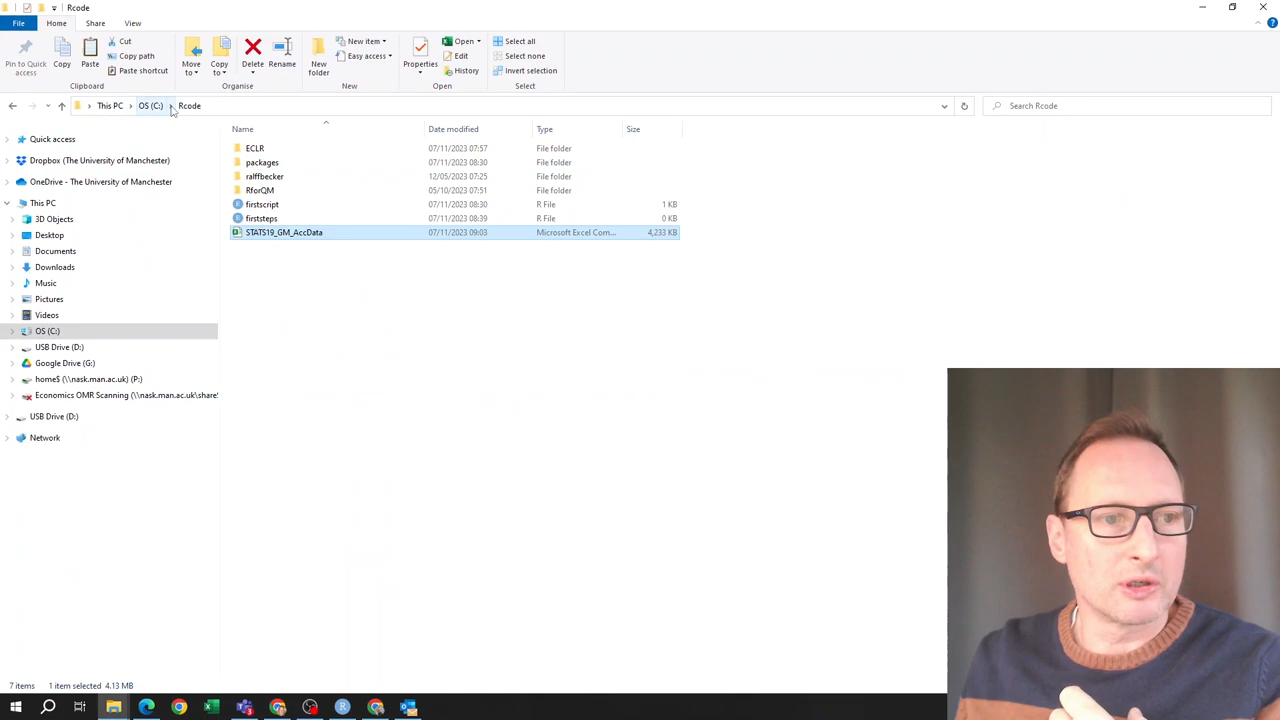 Rcode
File
Home
Share
View
Pin to Quick access
Copy
Paste
Cut
Copy path
Paste shortcut
Clipboard
Move to
Copy to
Delete
Rename
Organise
New folder
New item
Easy access
New
Properties
Open
Edit
History
Open
Select all
Select none
Invert selection
Select
This PC
OS (C:)
Rcode
Search Rcode
Name
Date modified
Type
Size
ECLR 07/11/2023 07:57 File folder
packages 07/11/2023 08:30 File folder
ralffbecker 12/05/2023 07:25 File folder
RforQM 05/10/2023 07:51 File folder
firstscript 07/11/2023 08:30 R File 1 KB
firststeps 07/11/2023 08:39 R File 0 KB
STATS19_GM_AccData 07/11/2023 09:03 Microsoft Excel Com... 4,233 KB
Quick access
Dropbox (The University of Manchester)
OneDrive - The University of Manchester
This PC
3D Objects
Desktop
Documents
Downloads
Music
Pictures
Videos
OS (C:)
USB Drive (D:)
Google Drive (G:)
home$ (\\nask.man.ac.uk) (P:)
Economics OMR Scanning (\\nask.man.ac.uk\share$
USB Drive (D:)
Network
7 items
1 item selected 4.13 MB